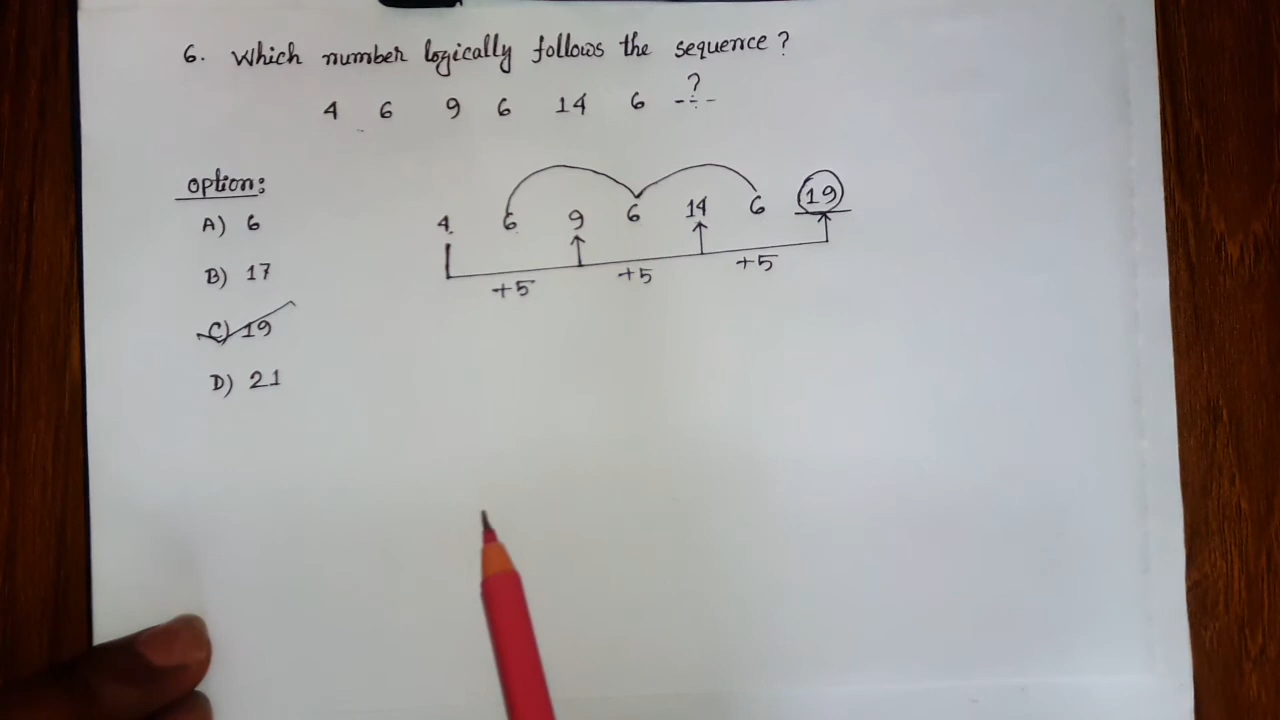 6. Which number logically follows the sequence ?
4 6 9 6 14 6 ?
option:
A) 6
B) 17
C) 19
D) 21
4 6 9 6 14 6 19
+5 +5 +5